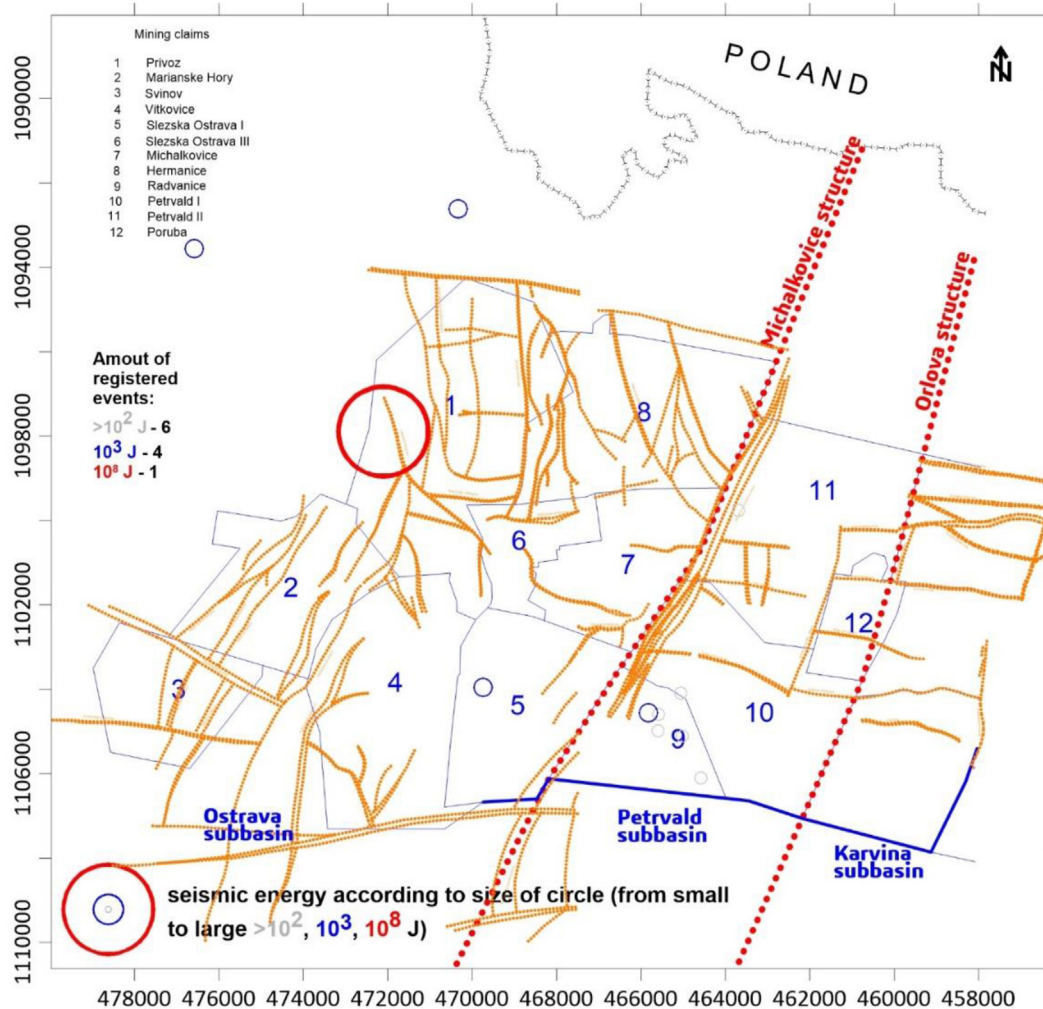 Mining claims
1 Privoz
2 Marianske Hory
3 Svinov
4 Vitkovice
5 Slezska Ostrava I
6 Slezska Ostrava III
7 Michalkovice
8 Hermanice
9 Radvanice
10 Petrvald I
11 Petrvald II
12 Poruba
POLAND
N
Michalkovice structure
Orlova structure
Amout of
registered
events:
>10² J - 6
10³ J - 4
10⁸ J - 1
1
8
11
6
7
2
12
3
4
5
9
10
Ostrava
subbasin
Petrvald
subbasin
Karvina
subbasin
seismic energy according to size of circle (from small
to large >10², 10³, 10⁸ J)
1090000
1094000
1098000
1102000
1106000
1110000
478000 476000 474000 472000 470000 468000 466000 464000 462000 460000 458000